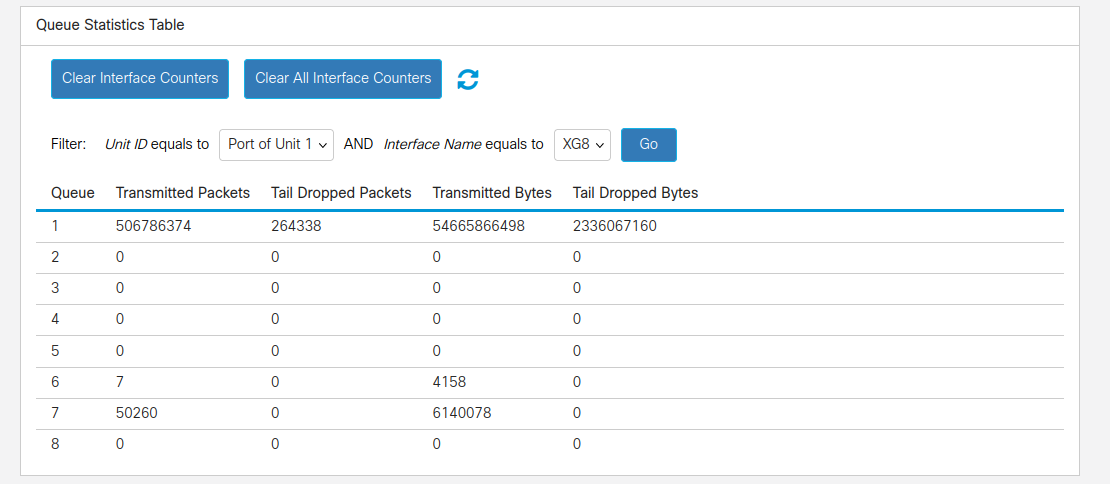 Queue Statistics Table
Clear Interface Counters Clear All Interface Counters
Filter: Unit ID equals to Port of Unit 1 AND Interface Name equals to XG8 Go
Queue Transmitted Packets Tail Dropped Packets Transmitted Bytes Tail Dropped Bytes
1 506786374 264338 54665866498 2336067160
2 0 0 0 0
3 0 0 0 0
4 0 0 0 0
5 0 0 0 0
6 7 0 4158 0
7 50260 0 6140078 0
8 0 0 0 0